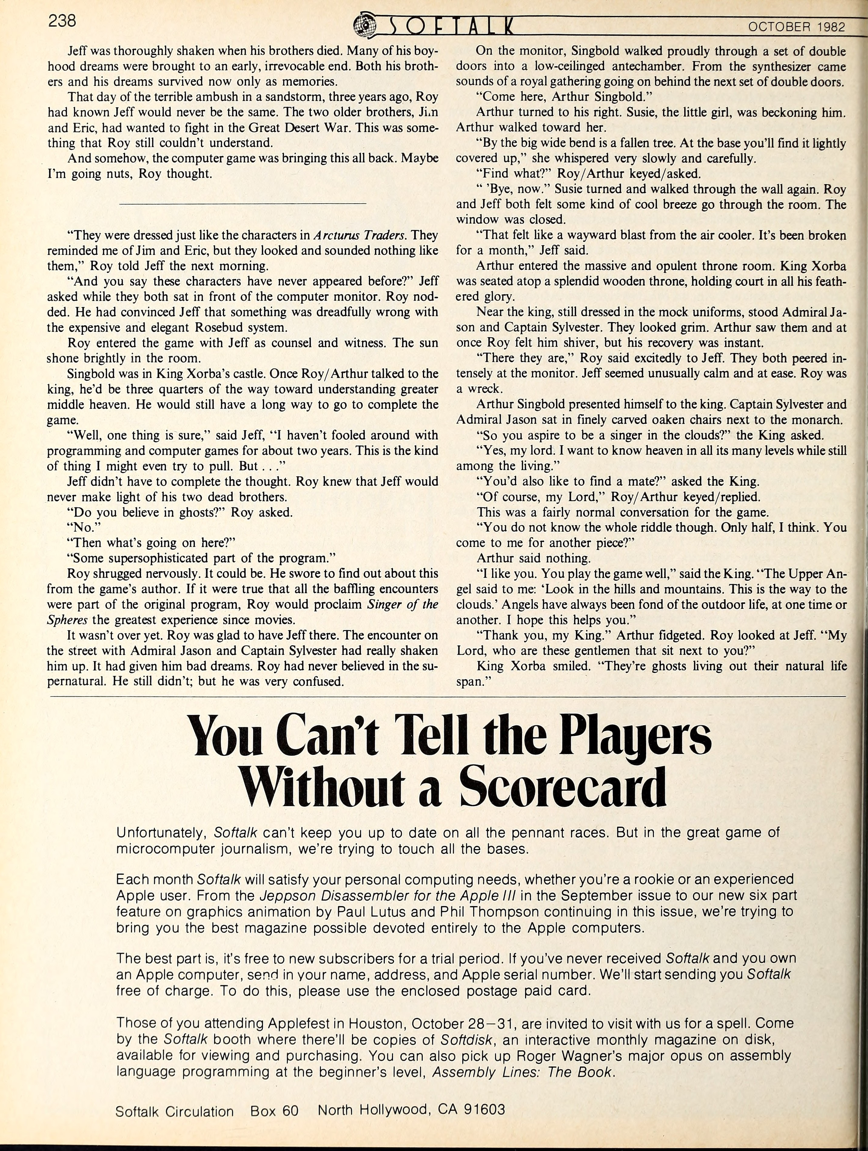 238
SOFTALK
OCTOBER 1982
Jeff was thoroughly shaken when his brothers died. Many of his boy-
hood dreams were brought to an early, irrevocable end. Both his broth-
ers and his dreams survived now only as memories.
That day of the terrible ambush in a sandstorm, three years ago, Roy
had known Jeff would never be the same. The two older brothers, Jim
and Eric, had wanted to fight in the Great Desert War. This was some-
thing that Roy still couldn't understand.
And somehow, the computer game was bringing this all back. Maybe
I'm going nuts, Roy thought.
"They were dressed just like the characters in Arcturus Traders. They
reminded me of Jim and Eric, but they looked and sounded nothing like
them," Roy told Jeff the next morning.
"And you say these characters have never appeared before?" Jeff
asked while they both sat in front of the computer monitor. Roy nod-
ded. He had convinced Jeff that something was dreadfully wrong with
the expensive and elegant Rosebud system.
Roy entered the game with Jeff as counsel and witness. The sun
shone brightly in the room.
Singbold was in King Xorba's castle. Once Roy/Arthur talked to the
king, he'd be three quarters of the way toward understanding greater
middle heaven. He would still have a long way to go to complete the
game.
"Well, one thing is sure," said Jeff, "I haven't fooled around with
programming and computer games for about two years. This is the kind
of thing I might even try to pull. But . . ."
Jeff didn't have to complete the thought. Roy knew that Jeff would
never make light of his two dead brothers.
"Do you believe in ghosts?" Roy asked.
"No."
"Then what's going on here?"
"Some supersophisticated part of the program."
Roy shrugged nervously. It could be. He swore to find out about this
from the game's author. If it were true that all the baffling encounters
were part of the original program, Roy would proclaim Singer of the
Spheres the greatest experience since movies.
It wasn't over yet. Roy was glad to have Jeff there. The encounter on
the street with Admiral Jason and Captain Sylvester had really shaken
him up. It had given him bad dreams. Roy had never believed in the su-
pernatural. He still didn't; but he was very confused.
On the monitor, Singbold walked proudly through a set of double
doors into a low-ceilinged antechamber. From the synthesizer came
sounds of a royal gathering going on behind the next set of double doors.
"Come here, Arthur Singbold."
Arthur turned to his right. Susie, the little girl, was beckoning him.
Arthur walked toward her.
"By the big wide bend is a fallen tree. At the base you'll find it lightly
covered up," she whispered very slowly and carefully.
"Find what?" Roy/Arthur keyed/asked.
" 'Bye, now." Susie turned and walked through the wall again. Roy
and Jeff both felt some kind of cool breeze go through the room. The
window was closed.
"That felt like a wayward blast from the air cooler. It's been broken
for a month," Jeff said.
Arthur entered the massive and opulent throne room. King Xorba
was seated atop a splendid wooden throne, holding court in all his feath-
ered glory.
Near the king, still dressed in the mock uniforms, stood Admiral Ja-
son and Captain Sylvester. They looked grim. Arthur saw them and at
once Roy felt him shiver, but his recovery was instant.
"There they are," Roy said excitedly to Jeff. They both peered in-
tensely at the monitor. Jeff seemed unusually calm and at ease. Roy was
a wreck.
Arthur Singbold presented himself to the king. Captain Sylvester and
Admiral Jason sat in finely carved oaken chairs next to the monarch.
"So you aspire to be a singer in the clouds?" the King asked.
"Yes, my lord. I want to know heaven in all its many levels while still
among the living."
"You'd also like to find a mate?" asked the King.
"Of course, my Lord," Roy/Arthur keyed/replied.
This was a fairly normal conversation for the game.
"You do not know the whole riddle though. Only half, I think. You
come to me for another piece?"
Arthur said nothing.
"I like you. You play the game well," said the King. "The Upper An-
gel said to me: 'Look in the hills and mountains. This is the way to the
clouds.' Angels have always been fond of the outdoor life, at one time or
another. I hope this helps you."
"Thank you, my King." Arthur fidgeted. Roy looked at Jeff. "My
Lord, who are these gentlemen that sit next to you?"
King Xorba smiled. "They're ghosts living out their natural life
span."
You Can't Tell the Players
Without a Scorecard
Unfortunately, Softalk can't keep you up to date on all the pennant races. But in the great game of
microcomputer journalism, we're trying to touch all the bases.
Each month Softalk will satisfy your personal computing needs, whether you're a rookie or an experienced
Apple user. From the Jeppson Disassembler for the Apple III in the September issue to our new six part
feature on graphics animation by Paul Lutus and Phil Thompson continuing in this issue, we're trying to
bring you the best magazine possible devoted entirely to the Apple computers.
The best part is, it's free to new subscribers for a trial period. If you've never received Softalk and you own
an Apple computer, send in your name, address, and Apple serial number. We'll start sending you Softalk
free of charge. To do this, please use the enclosed postage paid card.
Those of you attending Applefest in Houston, October 28–31, are invited to visit with us for a spell. Come
by the Softalk booth where there'll be copies of Softdisk, an interactive monthly magazine on disk,
available for viewing and purchasing. You can also pick up Roger Wagner's major opus on assembly
language programming at the beginner's level, Assembly Lines: The Book.
Softalk Circulation Box 60 North Hollywood, CA 91603